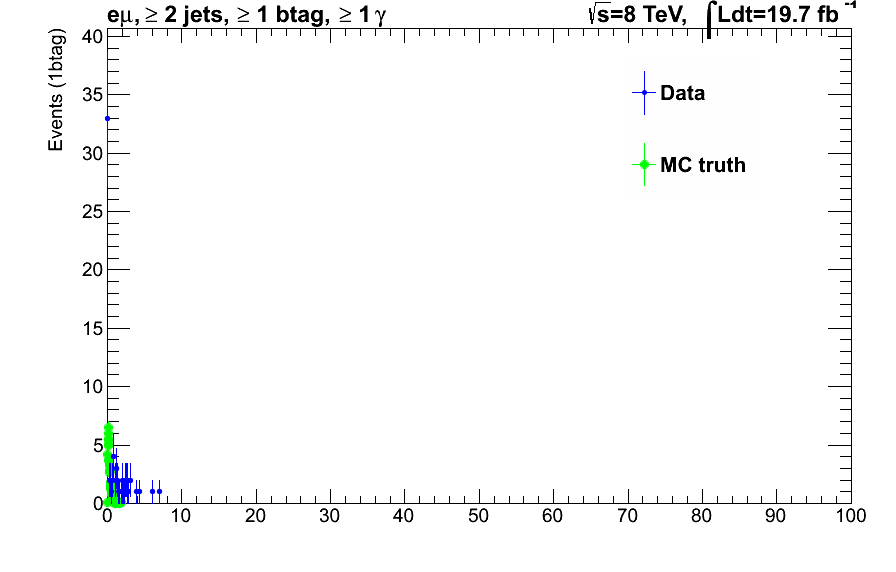 eμ, ≥ 2 jets, ≥ 1 btag, ≥ 1 γ
√s=8 TeV, ∫Ldt=19.7 fb⁻¹
Events (1btag)
40
35
30
25
20
15
10
5
0
Data
MC truth
0 10 20 30 40 50 60 70 80 90 100